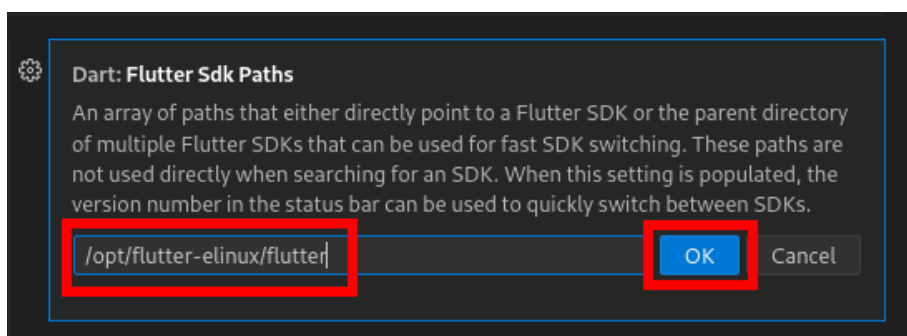 Dart: Flutter Sdk Paths
An array of paths that either directly point to a Flutter SDK or the parent directory
of multiple Flutter SDKs that can be used for fast SDK switching. These paths are
not used directly when searching for an SDK. When this setting is populated, the
version number in the status bar can be used to quickly switch between SDKs.
/opt/flutter-elinux/flutter OK Cancel